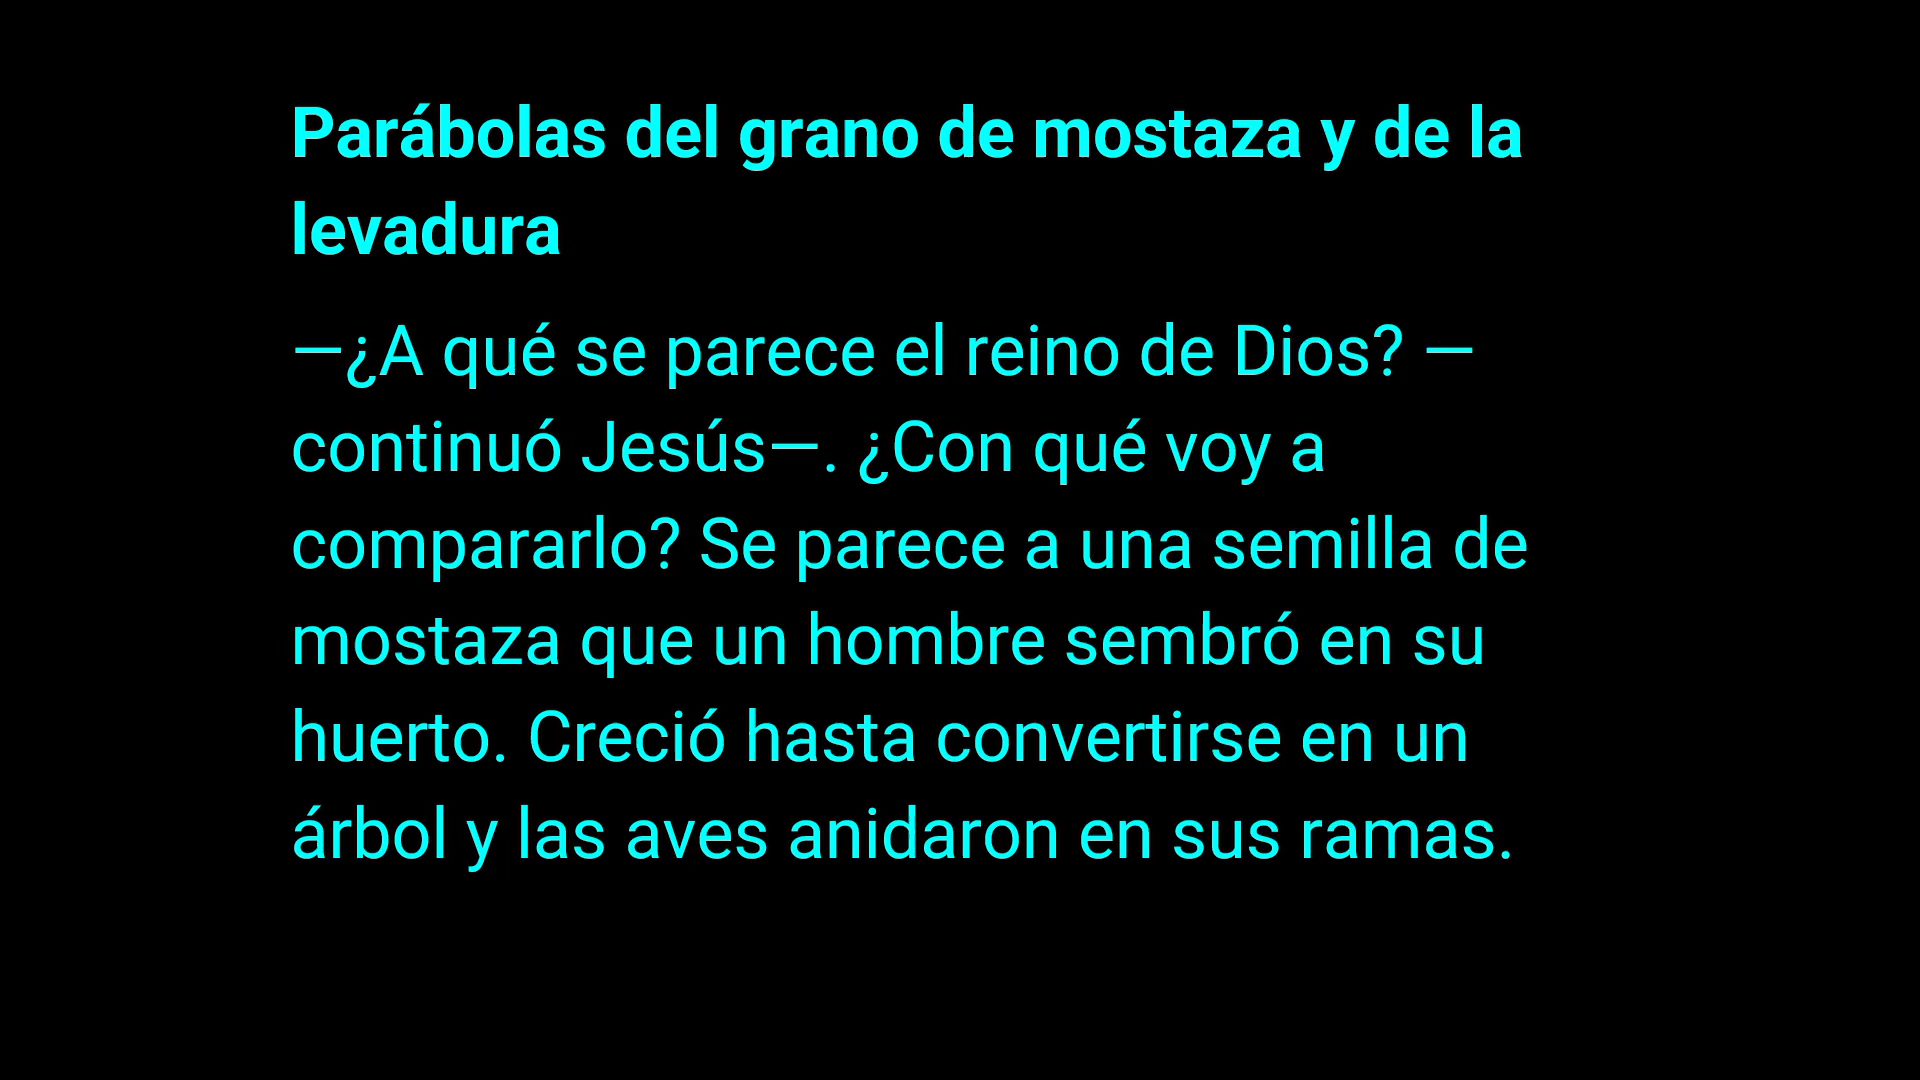 Parábolas del grano de mostaza y de la
levadura
—¿A qué se parece el reino de Dios? —
continuó Jesús—. ¿Con qué voy a
compararlo? Se parece a una semilla de
mostaza que un hombre sembró en su
huerto. Creció hasta convertirse en un
árbol y las aves anidaron en sus ramas.